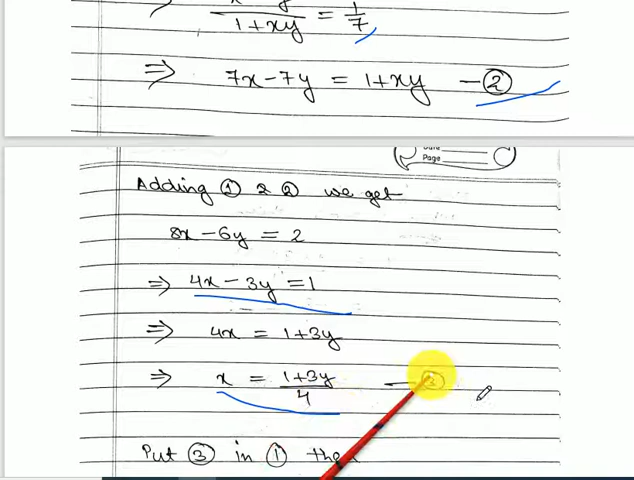 1+xy = 1/7
⇒ 7x-7y = 1+xy -②
Date
Page
Adding ① & ② we get
8x-6y = 2
⇒ 4x-3y = 1
⇒ 4x = 1+3y
⇒ x = 1+3y/4 -③
Put ③ in ① then